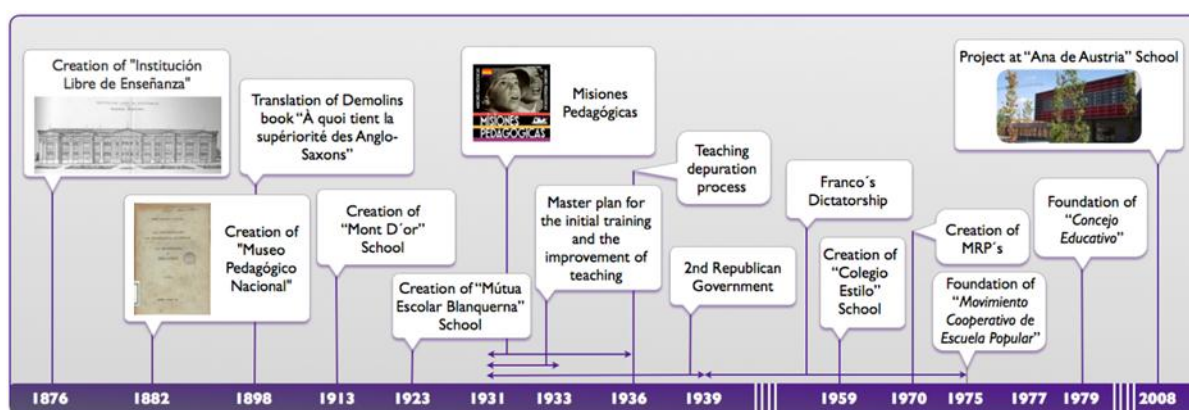 Creation of "Institución
Libre de Enseñanza"
Translation of Demolins
book “À quoi tient la
supériorité des Anglo-
Saxons”
Creation of
"Museo
Pedagógico
Nacional"
Creation of
“Mont D´or”
School
Creation of “Mútua
Escolar Blanquerna”
School
MISIONES
PEDAGÓGICAS
Misiones
Pedagógicas
Master plan for
the initial training
and the
improvement of
teaching
Teaching
depuration
process
2nd Republican
Government
Franco´s
Dictatorship
Creation of
“Colegio
Estilo”
School
Creation of
MRP´s
Foundation of
“Movimiento
Cooperativo de
Escuela Popular”
Foundation of
“Concejo
Educativo”
Project at “Ana de Austria” School
1876 1882 1898 1913 1923 1931 1933 1936 1939 1959 1970 1975 1977 1979 2008